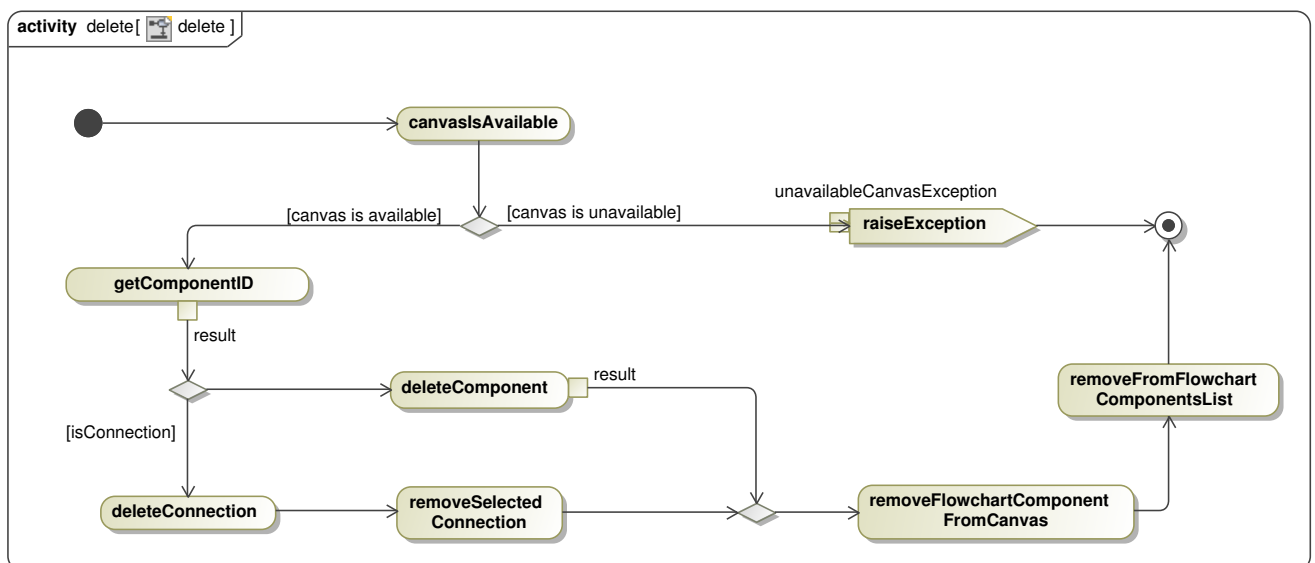 activity delete[ delete ]
canvasIsAvailable
unavailableCanvasException
[canvas is available]
[canvas is unavailable]
raiseException
getComponentID
result
deleteComponent
result
removeFromFlowchart
ComponentsList
[isConnection]
deleteConnection
removeSelected
Connection
removeFlowchartComponent
FromCanvas